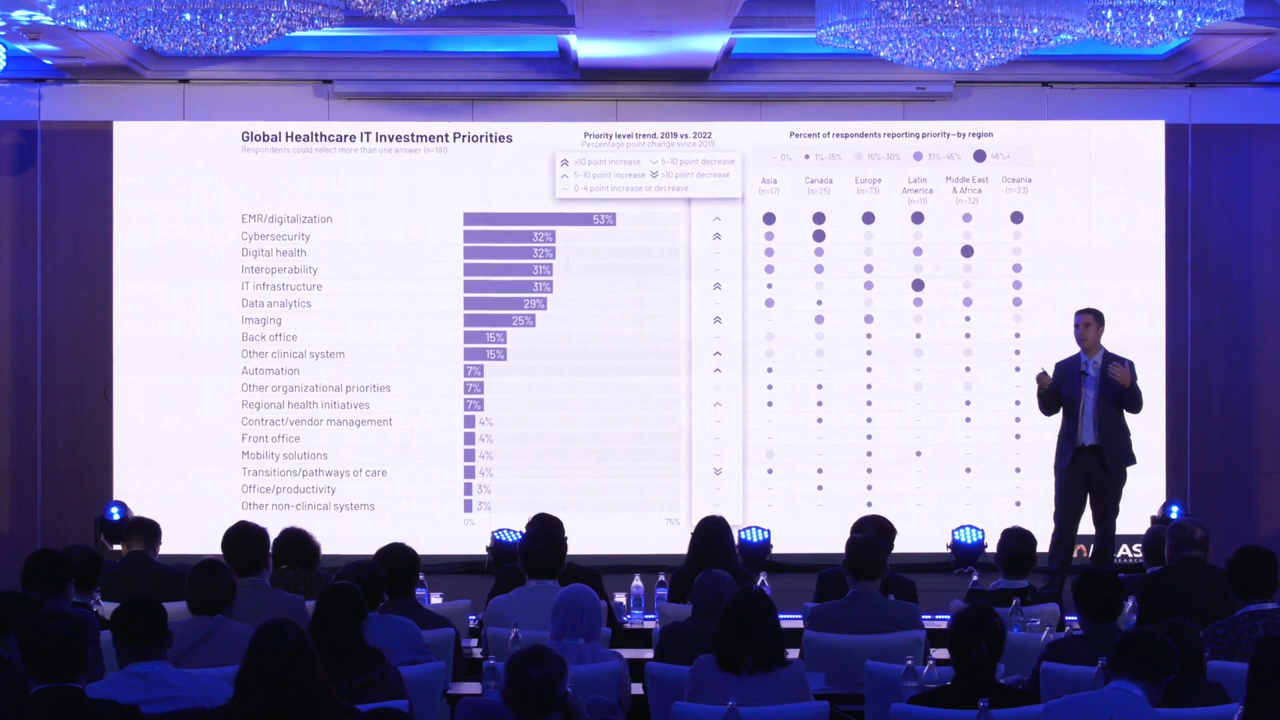 Global Healthcare IT Investment Priorities
Respondents could select more than one answer (n=181)
Priority level trend, 2019 vs. 2022
Percentage point change since 2019
>10 point increase
5-10 point decrease
5-10 point increase
>10 point decrease
0-4 point increase or decrease
Percent of respondents reporting priority—by region
0%
1%-15%
16%-30%
31%-45%
46%+
Asia (n=17)
Canada (n=25)
Europe (n=73)
Latin America (n=11)
Middle East & Africa (n=32)
Oceania (n=23)
EMR/digitalization 53%
Cybersecurity 32%
Digital health 32%
Interoperability 31%
IT infrastructure 31%
Data analytics 29%
Imaging 25%
Back office 15%
Other clinical system 15%
Automation 7%
Other organizational priorities 7%
Regional health initiatives 7%
Contract/vendor management 4%
Front office 4%
Mobility solutions 4%
Transitions/pathways of care 4%
Office/productivity 3%
Other non-clinical systems 3%
0% 75%